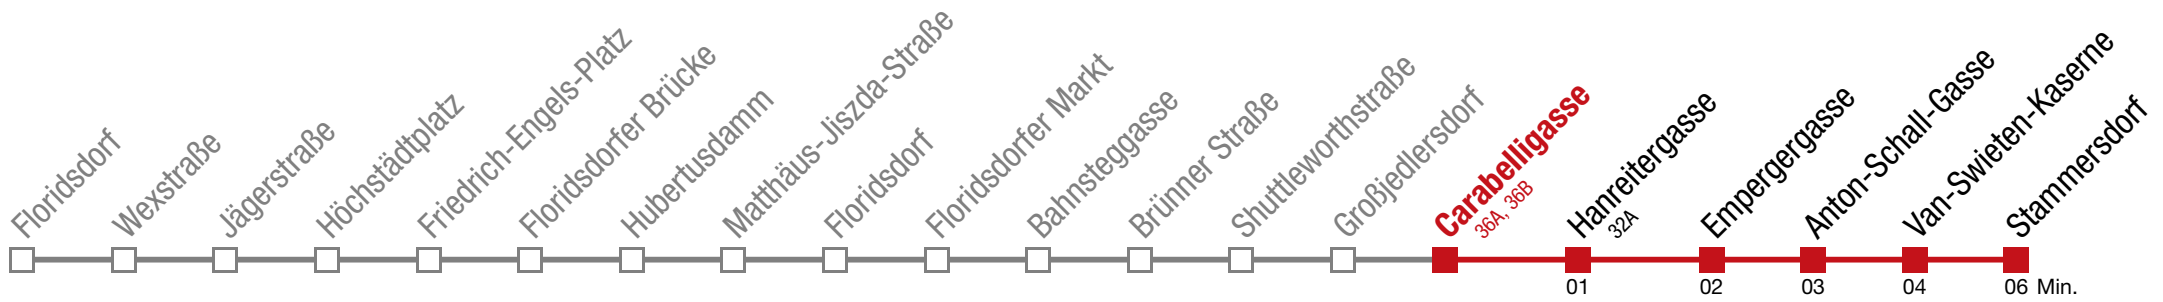 Floridsdorf
Wexstraße
Jägerstraße
Höchstädtplatz
Friedrich-Engels-Platz
Floridsdorfer Brücke
Hubertusdamm
Matthäus-Jiszda-Straße
Floridsdorf
Floridsdorfer Markt
Bahnsteggasse
Brünner Straße
Shuttleworthstraße
Großjedlersdorf
Carabelligasse
36A, 36B
Hanreitergasse
32A
Empergergasse
Anton-Schall-Gasse
Van-Swieten-Kaserne
Stammersdorf
01 02 03 04 06 Min.